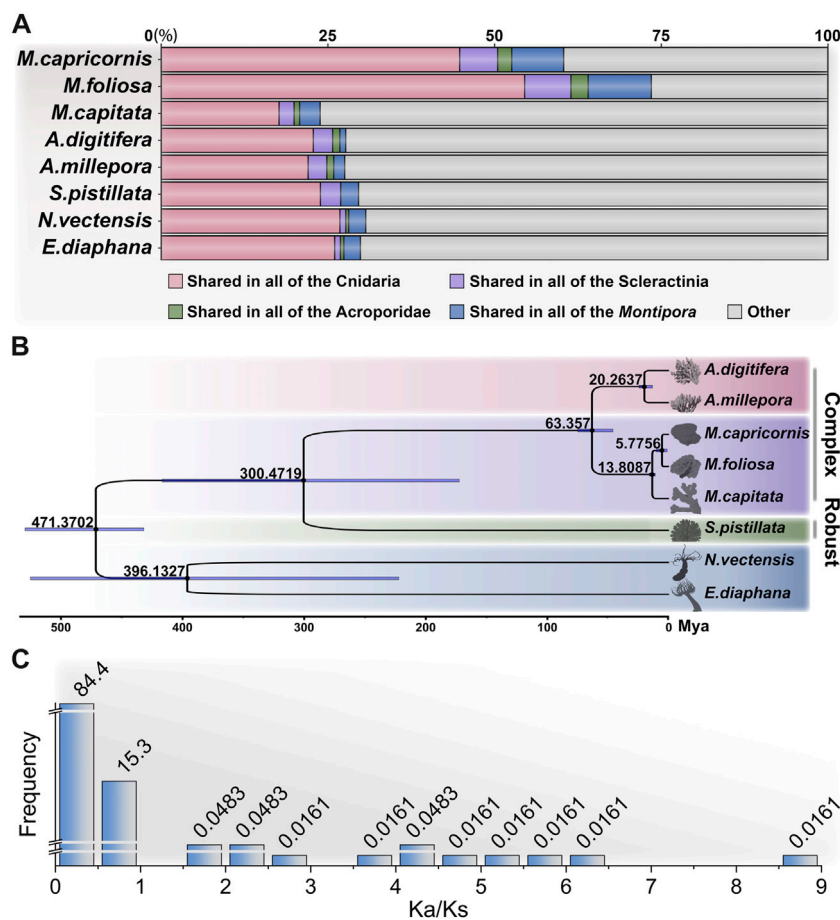 A
0(%) 25 50 75 100
M.capricornis
M.foliosa
M.capitata
A.digitifera
A.millepora
S.pistillata
N.vectensis
E.diaphana
Shared in all of the Cnidaria Shared in all of the Scleractinia
Shared in all of the Acroporidae Shared in all of the Montipora Other
B
20.2637 A.digitifera
A.millepora
63.357
M.capricornis
5.7756
300.4719 13.8087 M.foliosa
M.capitata
471.3702 S.pistillata
396.1327 N.vectensis
E.diaphana
Complex
Robust
500 400 300 200 100 0 Mya
C
Frequency
84.4
15.3
0.0483
0.0483
0.0161
0.0161
0.0483
0.0161
0.0161
0.0161
0.0161
0.0161
0 1 2 3 4 5 6 7 8 9
Ka/Ks